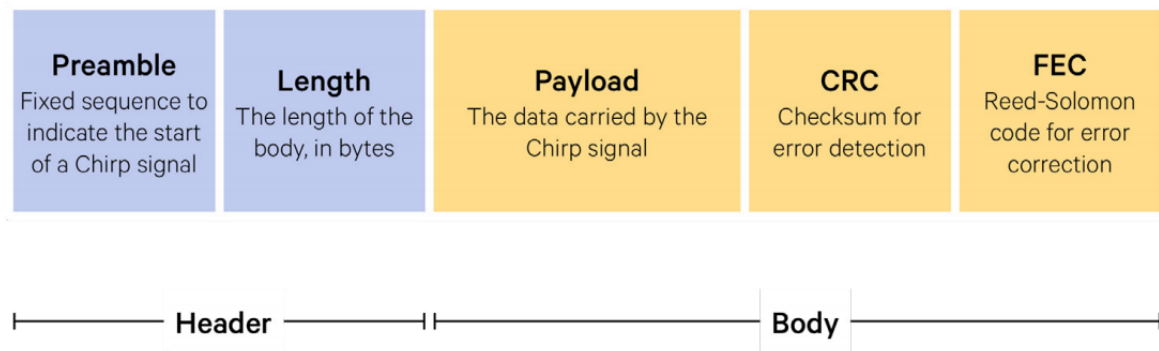 Preamble
Fixed sequence to
indicate the start
of a Chirp signal
Length
The length of the
body, in bytes
Payload
The data carried by the
Chirp signal
CRC
Checksum for
error detection
FEC
Reed-Solomon
code for error
correction
Header
Body